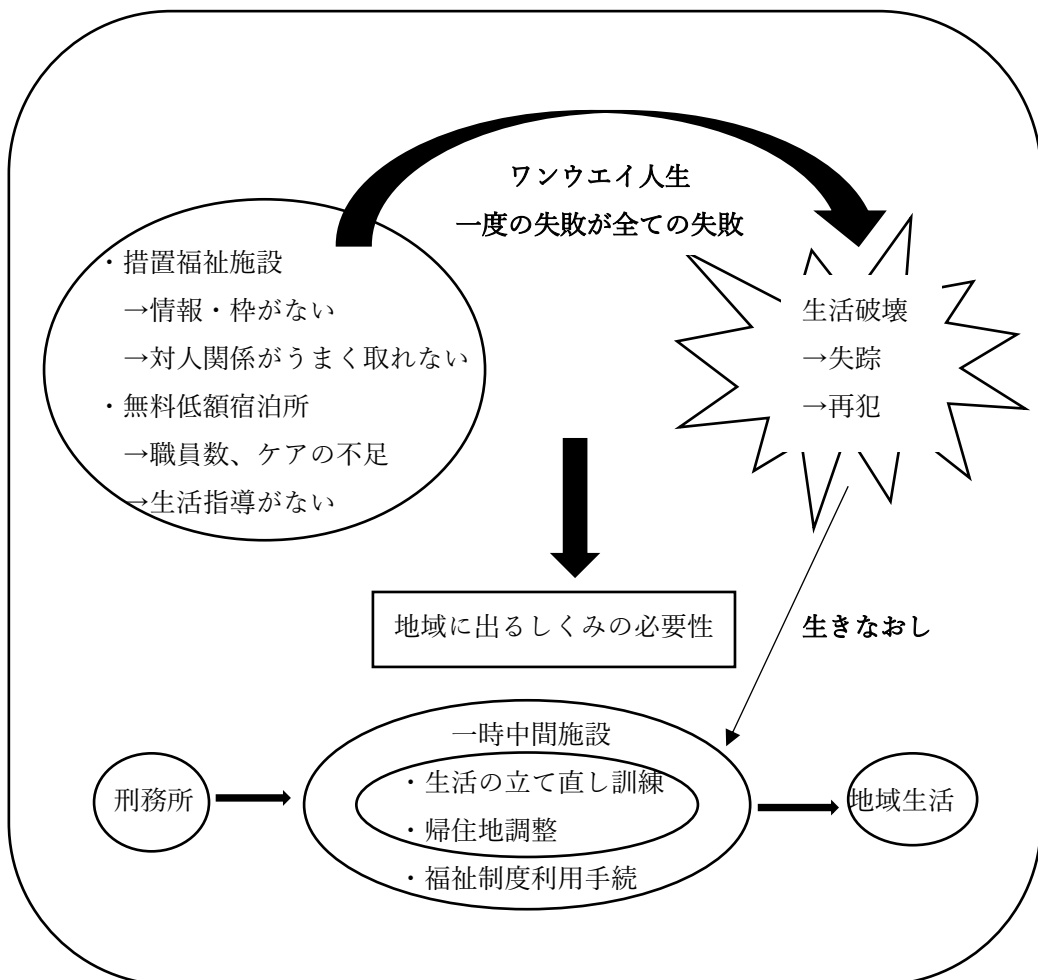 ワンウエイ人生
一度の失敗が全ての失敗
・措置福祉施設
→情報・枠がない
→対人関係がうまく取れない
・無料低額宿泊所
→職員数、ケアの不足
→生活指導がない
生活破壊
→失踪
→再犯
地域に出るしくみの必要性
生きなおし
一時中間施設
・生活の立て直し訓練
・帰住地調整
・福祉制度利用手続
刑務所
地域生活